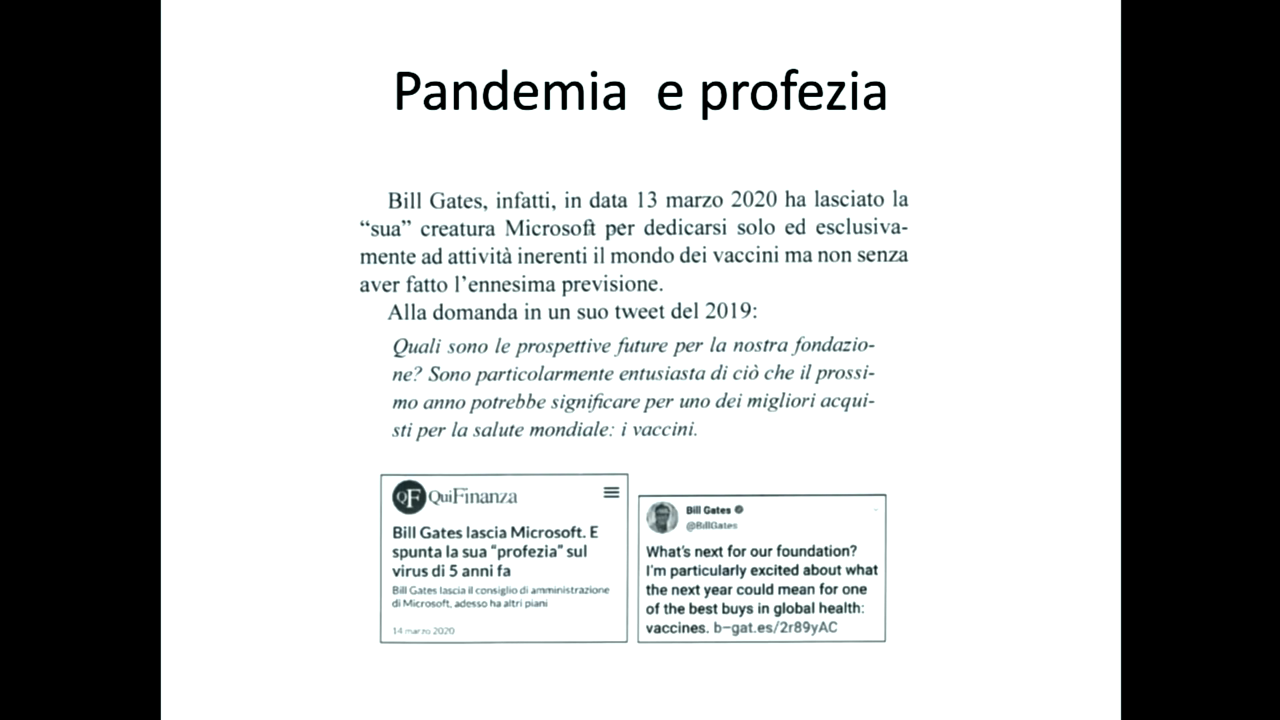 Pandemia e profezia
Bill Gates, infatti, in data 13 marzo 2020 ha lasciato la
“sua” creatura Microsoft per dedicarsi solo ed esclusiva-
mente ad attività inerenti il mondo dei vaccini ma non senza
aver fatto l’ennesima previsione.
Alla domanda in un suo tweet del 2019:
Quali sono le prospettive future per la nostra fondazio-
ne? Sono particolarmente entusiasta di ciò che il prossi-
mo anno potrebbe significare per uno dei migliori acqui-
sti per la salute mondiale: i vaccini.
QF QuiFinanza
Bill Gates lascia Microsoft. E
spunta la sua “profezia” sul
virus di 5 anni fa
Bill Gates lascia il consiglio di amministrazione
di Microsoft, adesso ha altri piani
14 marzo 2020
Bill Gates
@BillGates
What’s next for our foundation?
I’m particularly excited about what
the next year could mean for one
of the best buys in global health:
vaccines. b-gat.es/2r89yAC